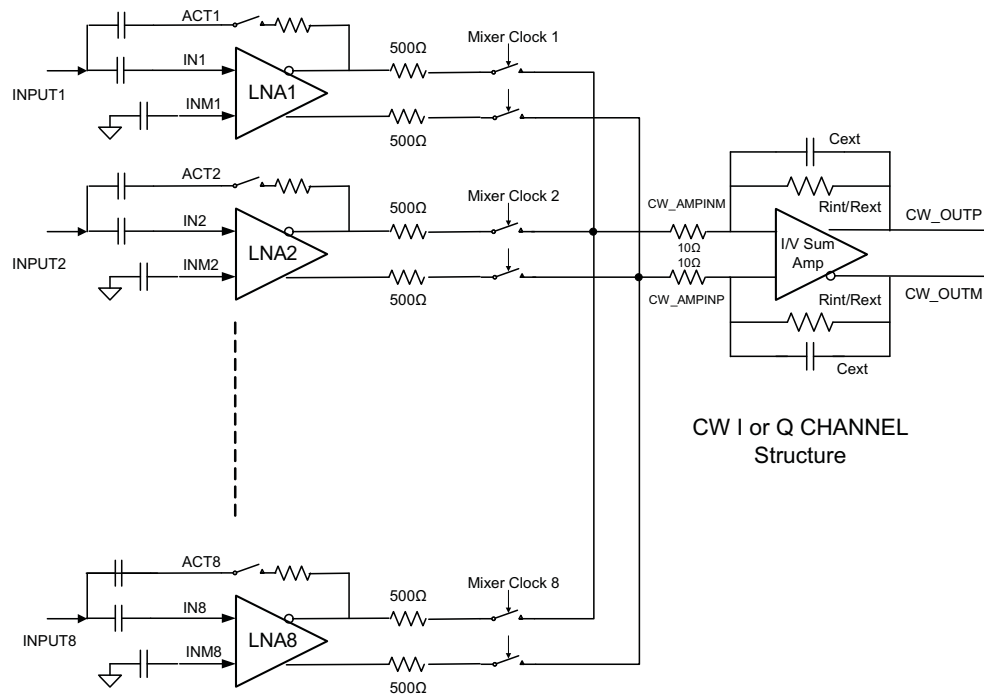 ACT1
500Ω
Mixer Clock 1
IN1
INPUT1
LNA1
INM1
500Ω
ACT2
500Ω
Mixer Clock 2
IN2
INPUT2
LNA2
INM2
500Ω
Cext
Rint/Rext
CW_AMPINM
10Ω
10Ω
CW_AMPINP
I/V Sum
Amp
CW_OUTP
CW_OUTM
Rint/Rext
Cext
CW I or Q CHANNEL
Structure
ACT8
500Ω
Mixer Clock 8
IN8
INPUT8
LNA8
INM8
500Ω